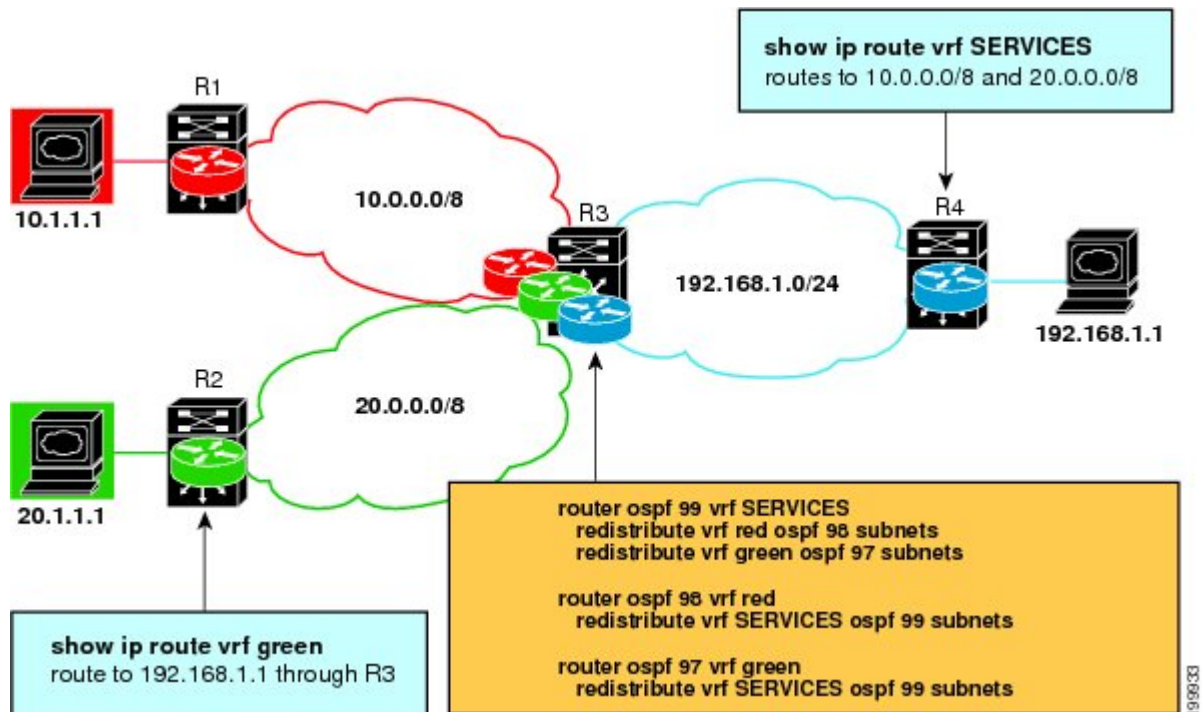 show ip route vrf SERVICES
routes to 10.0.0.0/8 and 20.0.0.0/8
R1
10.1.1.1
10.0.0.0/8
R3
R4
192.168.1.0/24
192.168.1.1
R2
20.0.0.0/8
20.1.1.1
router ospf 99 vrf SERVICES
redistribute vrf red ospf 98 subnets
redistribute vrf green ospf 97 subnets
router ospf 98 vrf red
redistribute vrf SERVICES ospf 99 subnets
router ospf 97 vrf green
redistribute vrf SERVICES ospf 99 subnets
show ip route vrf green
route to 192.168.1.1 through R3
99933